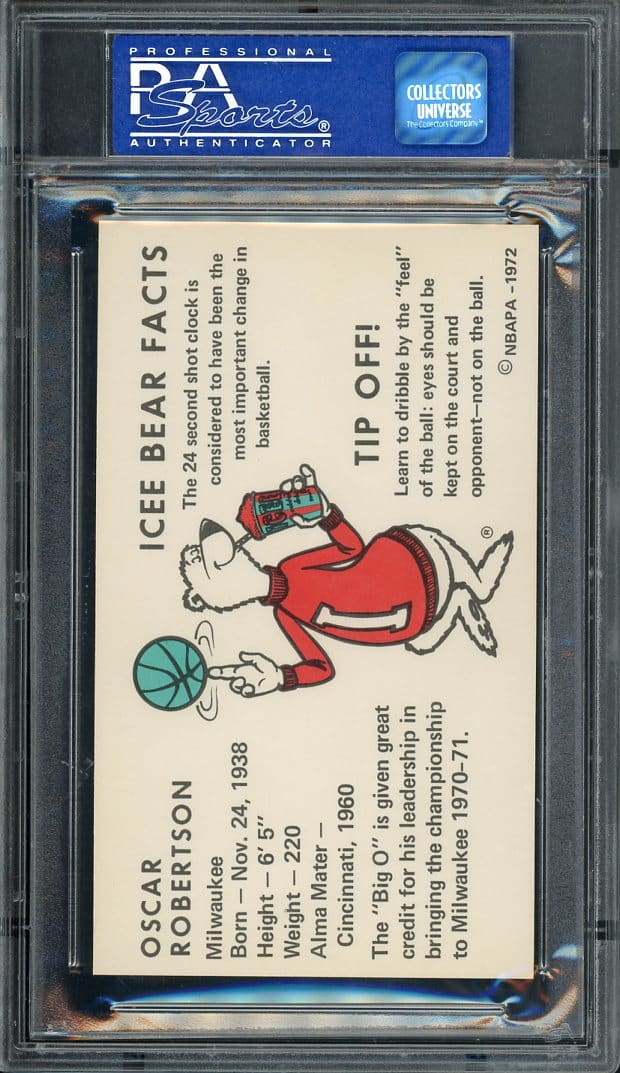 PROFESSIONAL
PSA
Sports®
AUTHENTICATOR
COLLECTORS
UNIVERSE
The Collectors Company™
OSCAR
ROBERTSON
Milwaukee
Born — Nov. 24, 1938
Height — 6' 5"
Weight — 220
Alma Mater —
Cincinnati, 1960
The "Big O" is given great
credit for his leadership in
bringing the championship
to Milwaukee 1970-71.
1
ICEE
®
ICEE BEAR FACTS
The 24 second shot clock is
considered to have been the
most important change in
basketball.
TIP OFF!
Learn to dribble by the "feel"
of the ball: eyes should be
kept on the court and
opponent—not on the ball.
© NBAPA - 1972